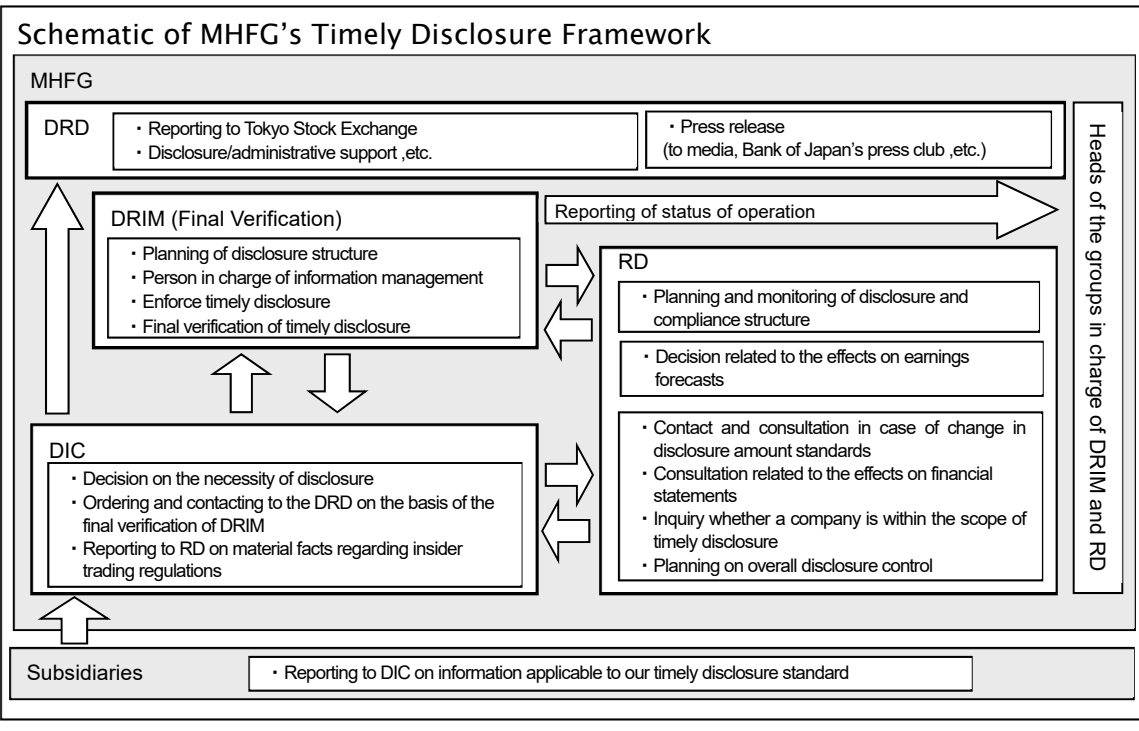 Schematic of MHFG’s Timely Disclosure Framework
MHFG
DRD
・Reporting to Tokyo Stock Exchange
・Disclosure/administrative support ,etc.
・Press release
(to media, Bank of Japan’s press club ,etc.)
Heads of the groups in charge of DRIM and RD
DRIM (Final Verification)
・Planning of disclosure structure
・Person in charge of information management
・Enforce timely disclosure
・Final verification of timely disclosure
Reporting of status of operation
RD
・Planning and monitoring of disclosure and
compliance structure
・Decision related to the effects on earnings
forecasts
・Contact and consultation in case of change in
disclosure amount standards
・Consultation related to the effects on financial
statements
・Inquiry whether a company is within the scope of
timely disclosure
・Planning on overall disclosure control
DIC
・Decision on the necessity of disclosure
・Ordering and contacting to the DRD on the basis of the
final verification of DRIM
・Reporting to RD on material facts regarding insider
trading regulations
Subsidiaries
・Reporting to DIC on information applicable to our timely disclosure standard